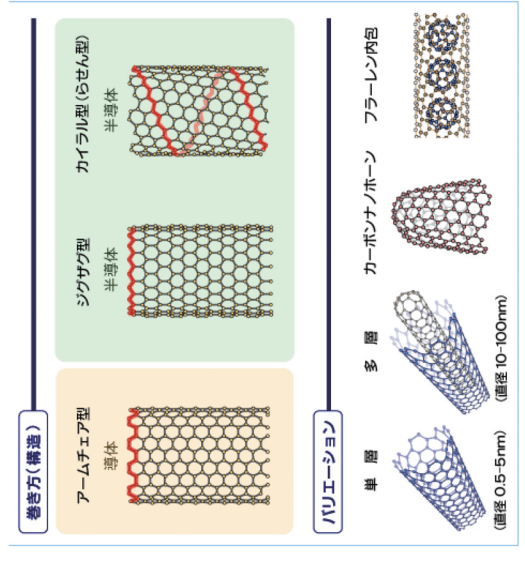 巻き方(構造)
アームチェア型
導体
ジグザグ型
半導体
カイラル型(らせん型)
半導体
バリエーション
単 層
(直径 0.5-5nm)
多 層
(直径 10-100nm)
カーボンナノホーン
フラーレン内包